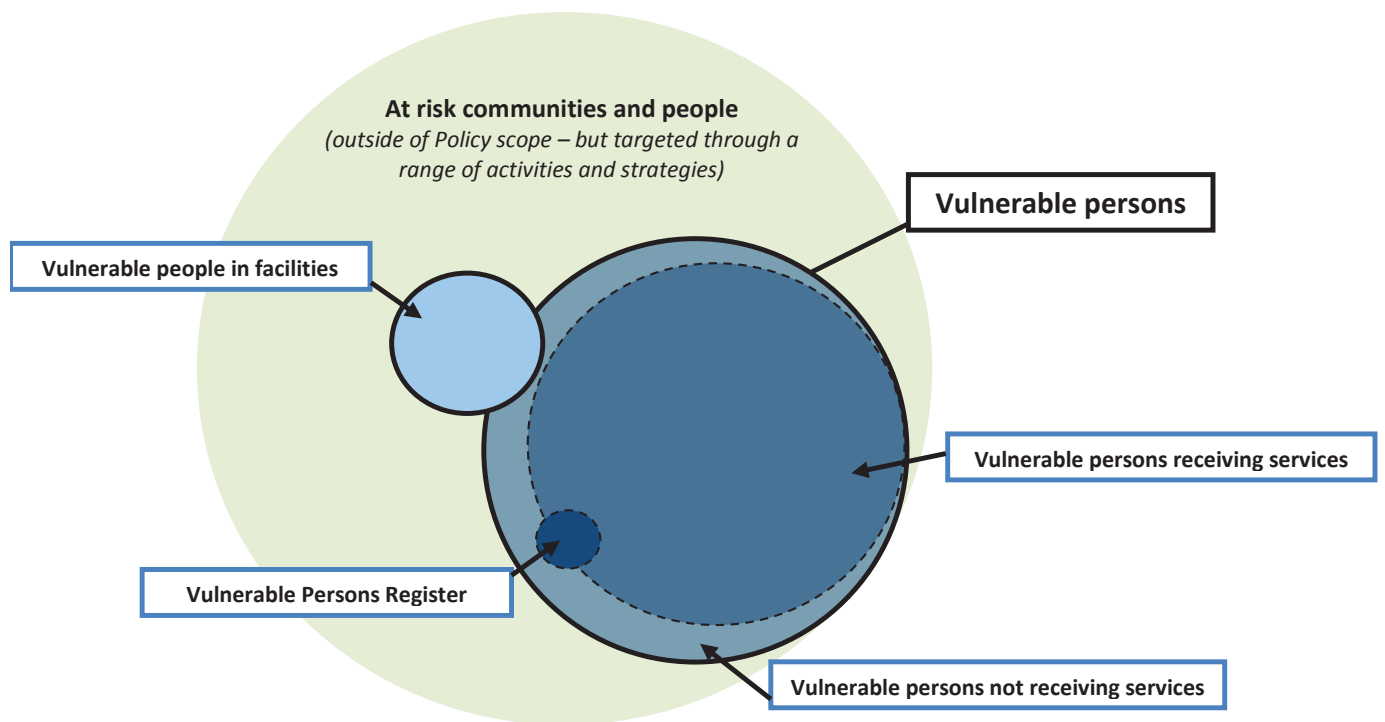 At risk communities and people
(outside of Policy scope – but targeted through a
range of activities and strategies)
Vulnerable persons
Vulnerable people in facilities
Vulnerable persons receiving services
Vulnerable Persons Register
Vulnerable persons not receiving services